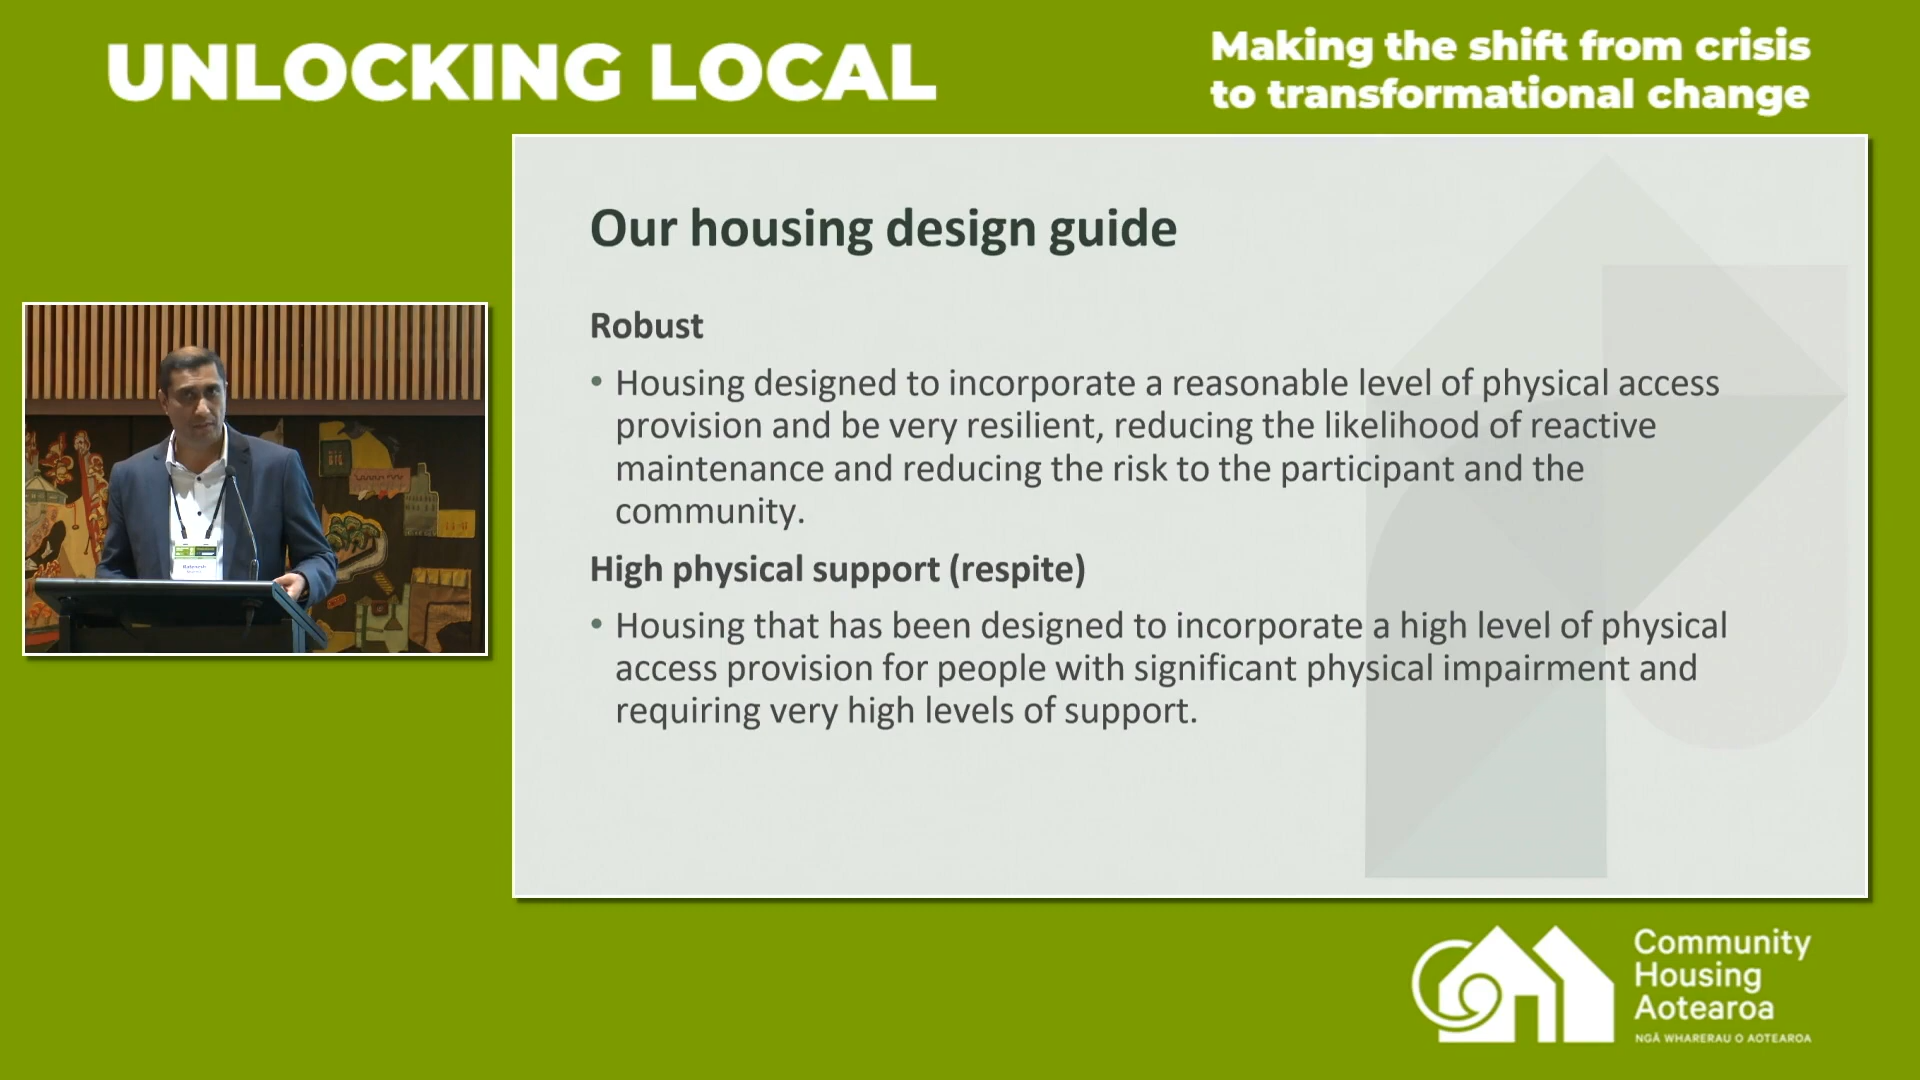 UNLOCKING LOCAL
Making the shift from crisis
to transformational change
Our housing design guide
Robust
• Housing designed to incorporate a reasonable level of physical access
provision and be very resilient, reducing the likelihood of reactive
maintenance and reducing the risk to the participant and the
community.
High physical support (respite)
• Housing that has been designed to incorporate a high level of physical
access provision for people with significant physical impairment and
requiring very high levels of support.
Community
Housing
Aotearoa
NGĀ WHARERAU O AOTEAROA